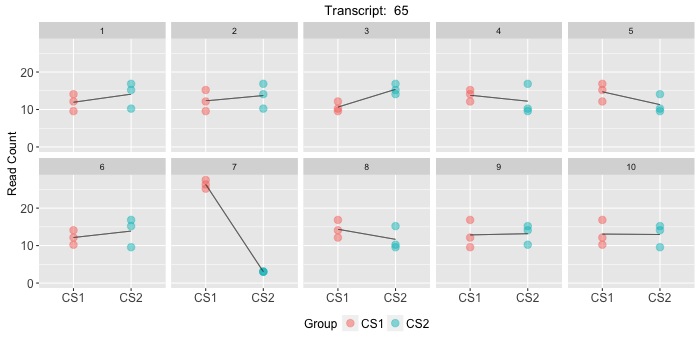 Transcript: 65
1 2 3 4 5
20
10
0
6 7 8 9 10
20
10
0
Read Count
CS1 CS2 CS1 CS2 CS1 CS2 CS1 CS2 CS1 CS2
Group CS1 CS2